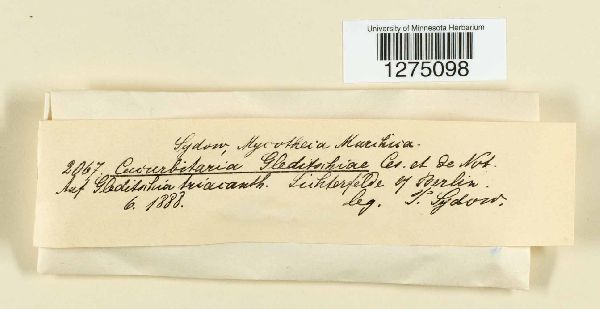 University of Minnesota Herbarium
1275098
Sydow, Mycotheca Marchica.
2067 Cucurbitaria Gleditschiae Ces. et de Not.
Auf Gleditschia triacanth. Lichterfelde b/ Berlin.
6. 1888. leg. P. Sydow.